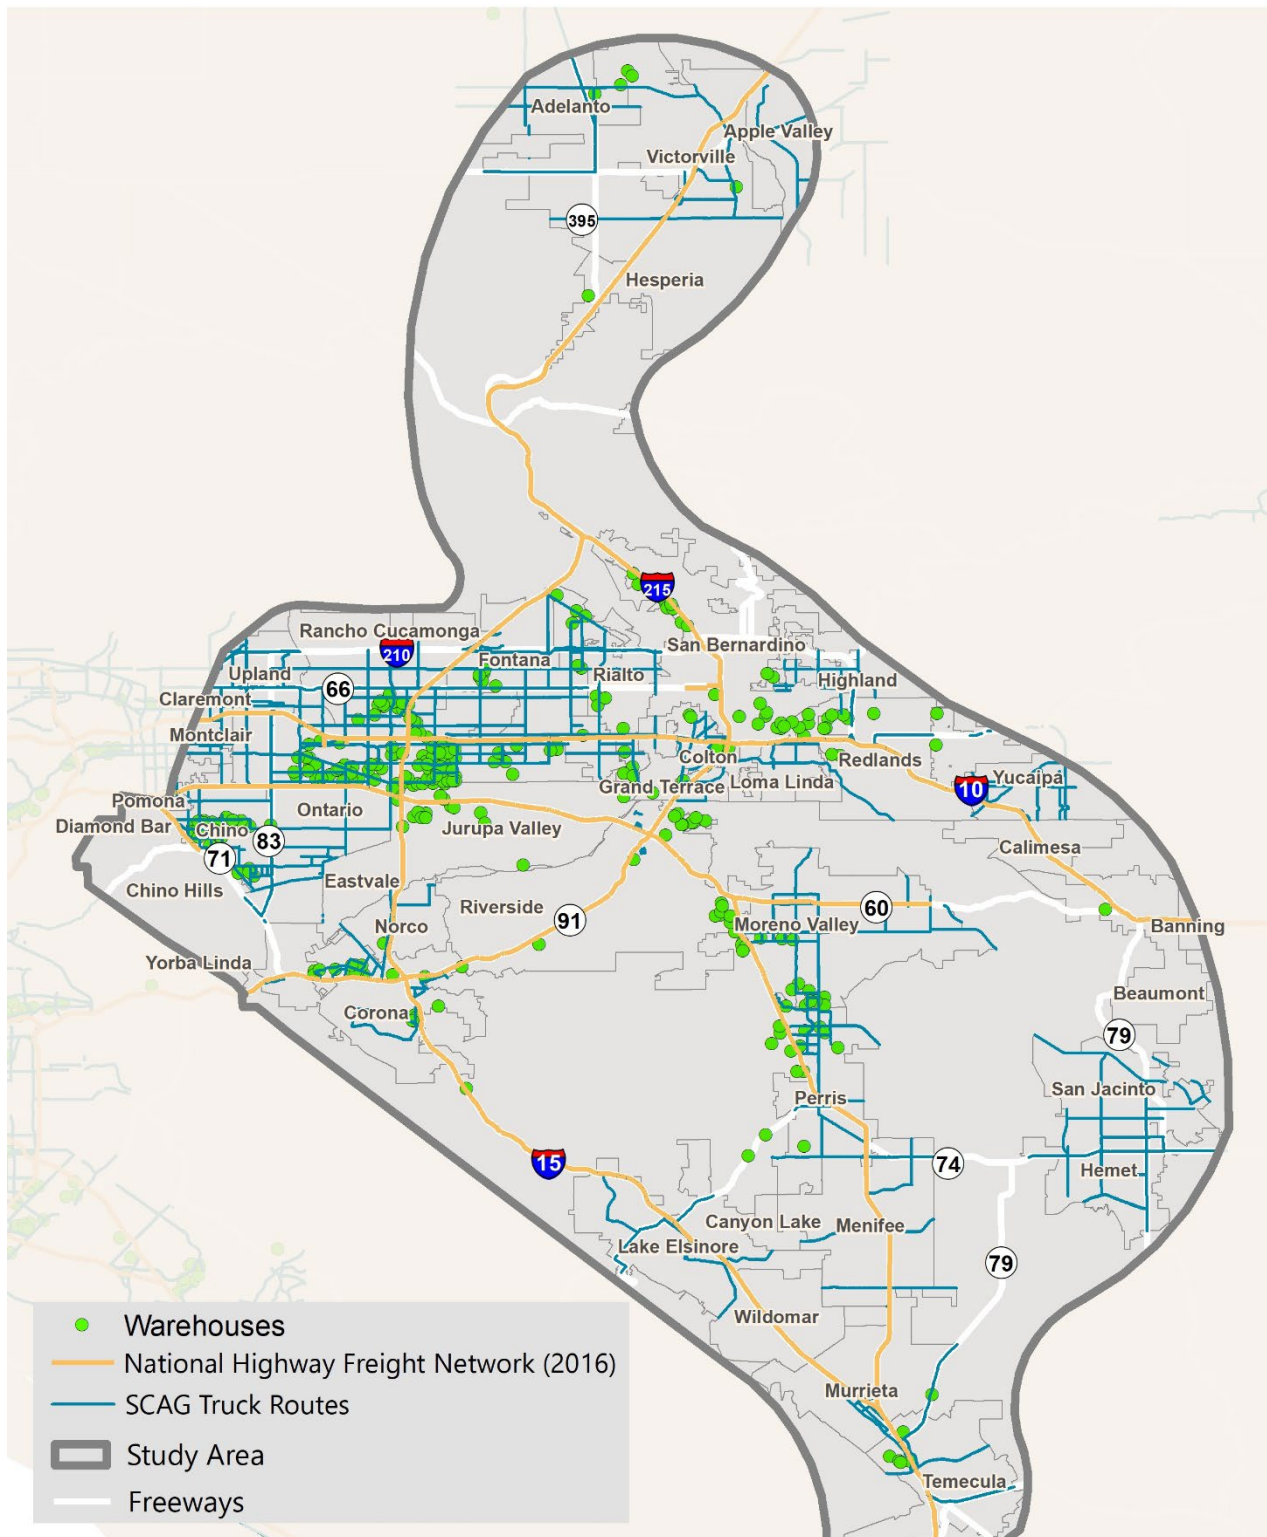 Adelanto
Apple Valley
Victorville
395
Hesperia
215
Rancho Cucamonga
San Bernardino
210
Fontana
Upland
Rialto
Highland
66
Claremont
Montclair
Colton
Redlands
Yucaipa
Grand Terrace
Loma Linda
10
Pomona
Ontario
Diamond Bar
Chino
83
Jurupa Valley
71
Calimesa
Chino Hills
Eastvale
Riverside
91
60
Norco
Moreno Valley
Banning
Yorba Linda
Beaumont
Corona
79
San Jacinto
Perris
15
74
Hemet
Canyon Lake
Menifee
Lake Elsinore
79
Wildomar
Murrieta
Temecula
Warehouses
National Highway Freight Network (2016)
SCAG Truck Routes
Study Area
Freeways